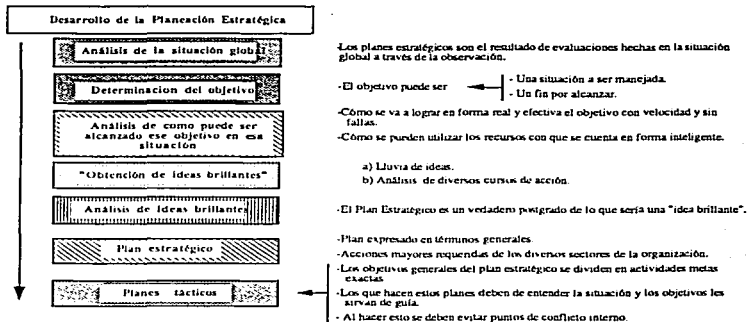 Desarrollo de la Planeación Estratégica
Análisis de la situación global
-Los planes estratégicos son el resultado de evaluaciones hechas en la situación
global a través de la observación.
Determinacion del objetivo
-El objetivo puede ser
- Una situación a ser manejada.
- Un fin por alcanzar.
Análisis de como puede ser
alcanzado ese objetivo en esa
situación
-Cómo se va a lograr en forma real y efectiva el objetivo con velocidad y sin
fallas.
-Cómo se pueden utilizar los recursos con que se cuenta en forma inteligente.
"Obtención de ideas brillantes"
a) Lluvia de ideas.
b) Análisis de diversos cursos de acción.
Análisis de ideas brillantes
-El Plan Estratégico es un verdadero postgrado de lo que sería una "idea brillante".
Plan estratégico
-Plan expresado en términos generales
-Acciones mayores requeridas de los diversos sectores de la organización.
Planes tácticos
-Los objetivos generales del plan estratégico se dividen en actividades metas
exactas
-Los que hacen estos planes deben de entender la situación y los objetivos les
sirvan de guía.
- Al hacer esto se deben evitar puntos de conflicto interno.